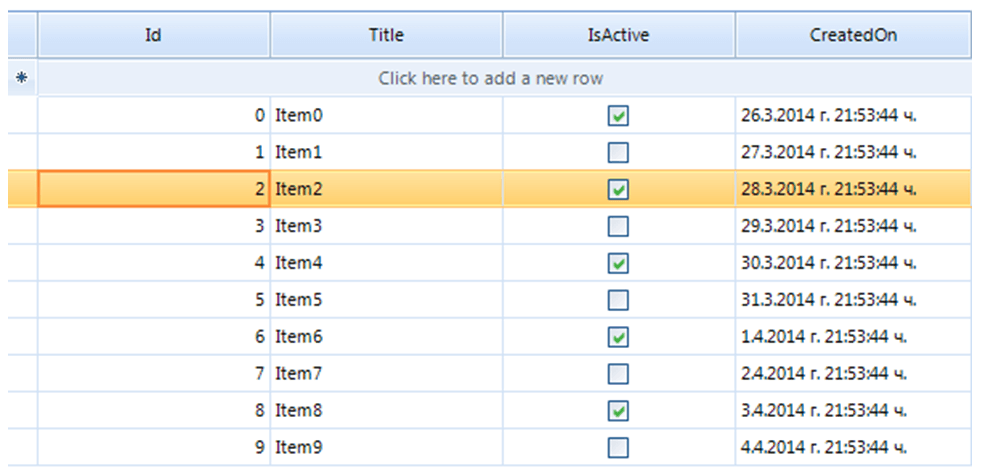 Id Title IsActive CreatedOn
* Click here to add a new row
0 Item0 26.3.2014 г. 21:53:44 ч.
1 Item1 27.3.2014 г. 21:53:44 ч.
2 Item2 28.3.2014 г. 21:53:44 ч.
3 Item3 29.3.2014 г. 21:53:44 ч.
4 Item4 30.3.2014 г. 21:53:44 ч.
5 Item5 31.3.2014 г. 21:53:44 ч.
6 Item6 1.4.2014 г. 21:53:44 ч.
7 Item7 2.4.2014 г. 21:53:44 ч.
8 Item8 3.4.2014 г. 21:53:44 ч.
9 Item9 4.4.2014 г. 21:53:44 ч.